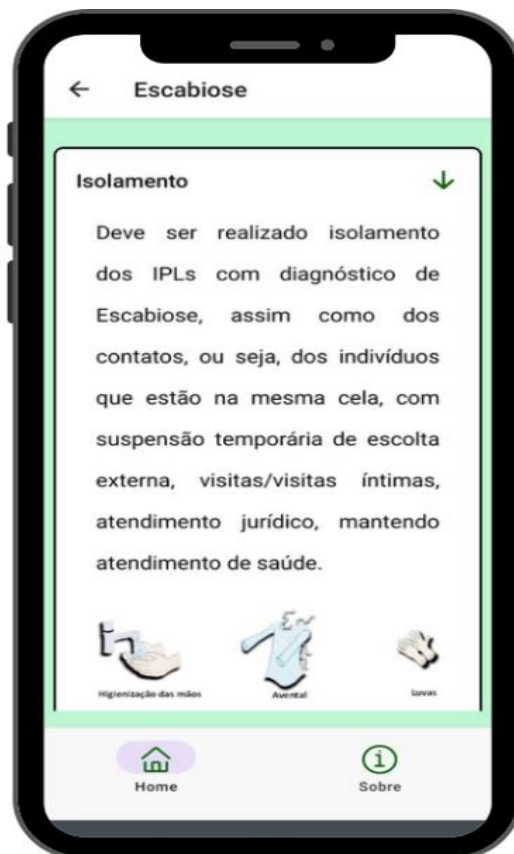 Escabiose
Isolamento
Deve ser realizado isolamento
dos IPLs com diagnóstico de
Escabiose, assim como dos
contatos, ou seja, dos indivíduos
que estão na mesma cela, com
suspensão temporária de escolta
externa, visitas/visitas íntimas,
atendimento jurídico, mantendo
atendimento de saúde.
Higienização das mãos Avental Luvas
Home Sobre